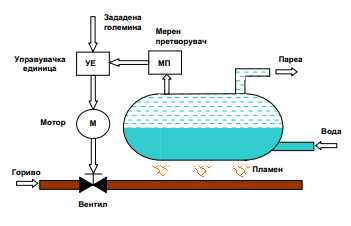 Зададена
големина
Мерен
претворувач
Пареа
Управувачка
единица
УЕ
МП
Мотор
М
Вода
Гориво
Пламен
Вентил